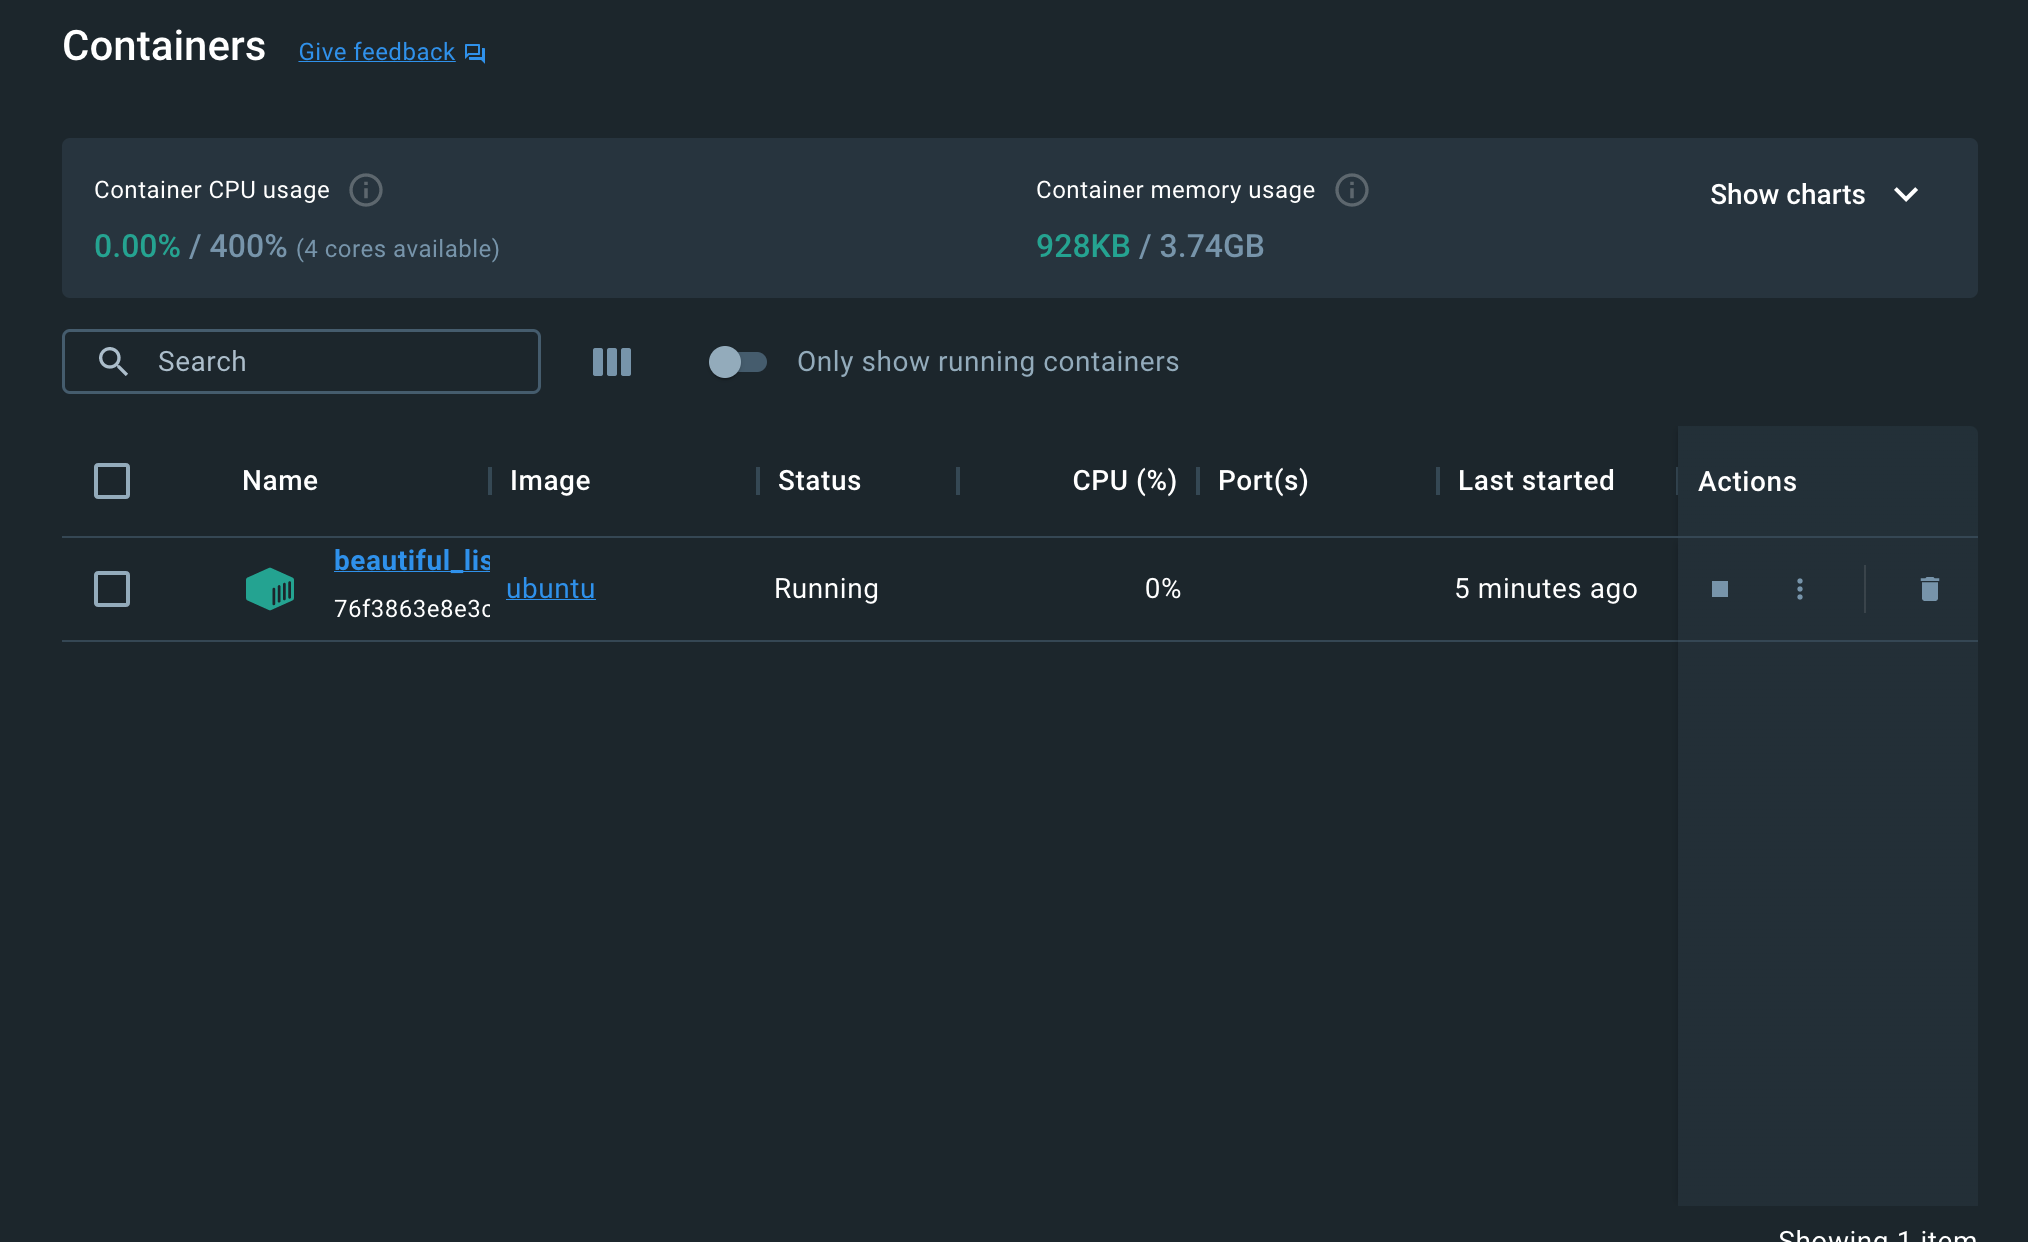 Containers Give feedback
Container CPU usage
0.00% / 400% (4 cores available)
Container memory usage
928KB / 3.74GB
Show charts
Search
Only show running containers
Name Image Status CPU (%) Port(s) Last started Actions
beautiful_lis
76f3863e8e3c
ubuntu Running 0% 5 minutes ago
Showing 1 item